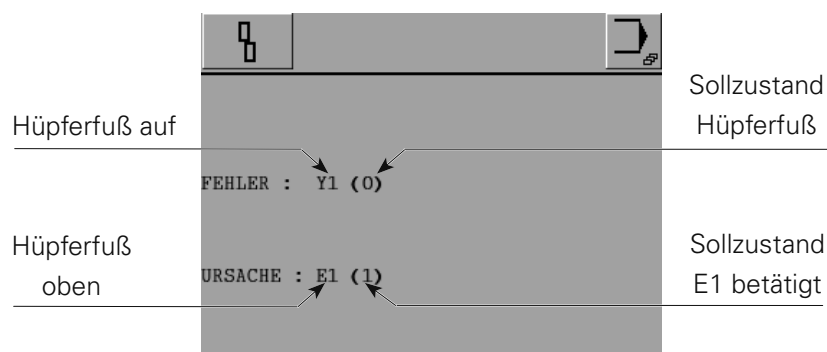 Sollzustand
Hüpferfuß
Hüpferfuß auf
FEHLER : Y1 (0)
Hüpferfuß
oben
Sollzustand
E1 betätigt
URSACHE : E1 (1)